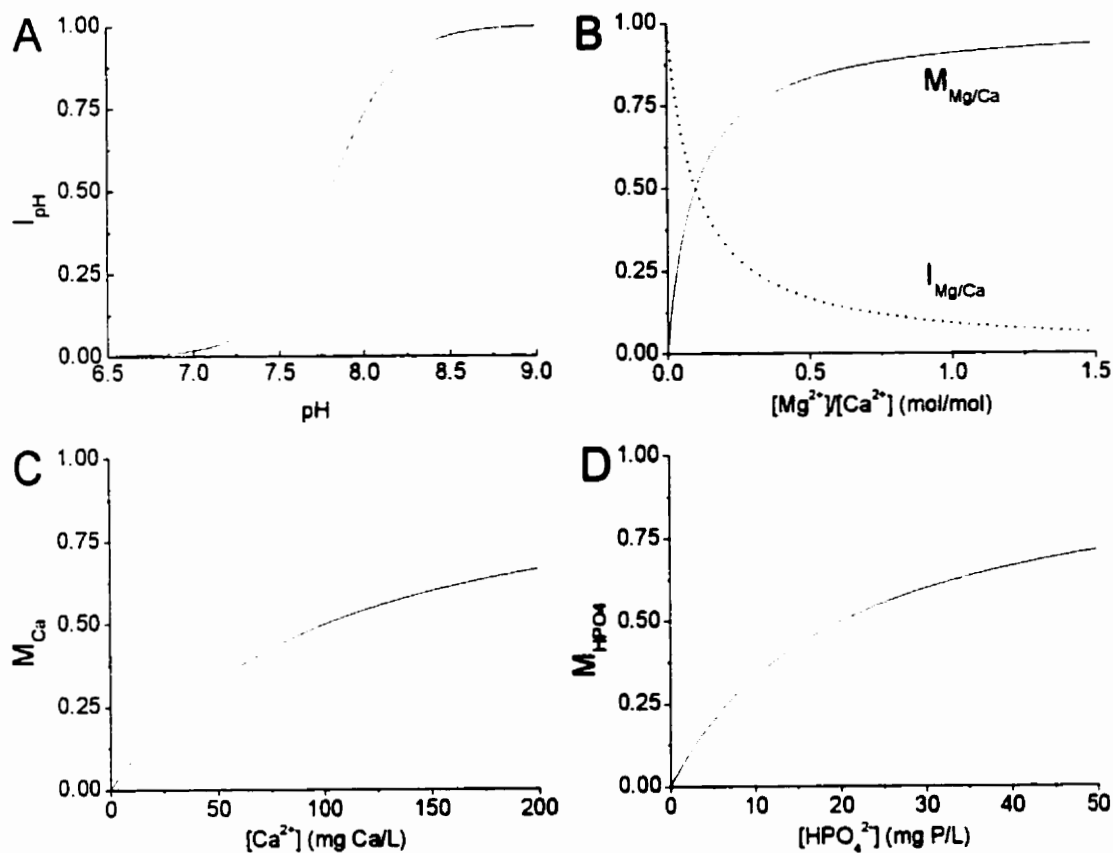 A
1.00
0.75
0.50
0.25
0.00
I_pH
6.5 7.0 7.5 8.0 8.5 9.0
pH
B
1.00
0.75
0.50
0.25
0.00
M_Mg/Ca
I_Mg/Ca
0.0 0.5 1.0 1.5
[Mg²⁺]/[Ca²⁺] (mol/mol)
C
1.00
0.75
0.50
0.25
0.00
M_Ca
0 50 100 150 200
[Ca²⁺] (mg Ca/L)
D
1.00
0.75
0.50
0.25
0.00
M_HPO4
0 10 20 30 40 50
[HPO₄²⁻] (mg P/L)